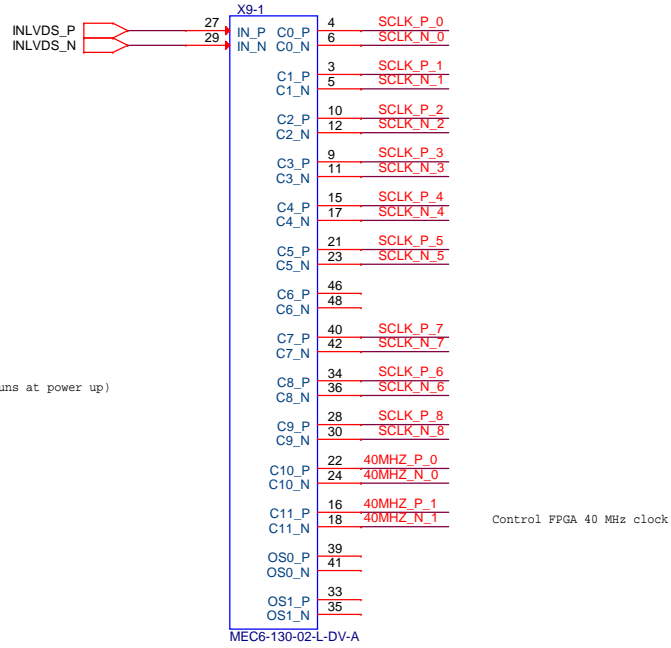 X9-1
INLVDS_P 27 IN_P C0_P 4 SCLK_P_0
INLVDS_N 29 IN_N C0_N 6 SCLK_N_0
C1_P 3 SCLK_P_1
C1_N 5 SCLK_N_1
C2_P 10 SCLK_P_2
C2_N 12 SCLK_N_2
C3_P 9 SCLK_P_3
C3_N 11 SCLK_N_3
C4_P 15 SCLK_P_4
C4_N 17 SCLK_N_4
C5_P 21 SCLK_P_5
C5_N 23 SCLK_N_5
C6_P 46
C6_N 48
C7_P 40 SCLK_P_7
C7_N 42 SCLK_N_7
C8_P 34 SCLK_P_6
uns at power up)
C8_N 36 SCLK_N_6
C9_P 28 SCLK_P_8
C9_N 30 SCLK_N_8
C10_P 22 40MHZ_P_0
C10_N 24 40MHZ_N_0
C11_P 16 40MHZ_P_1
C11_N 18 40MHZ_N_1 Control FPGA 40 MHz clock
OS0_P 39
OS0_N 41
OS1_P 33
OS1_N 35
MEC6-130-02-L-DV-A